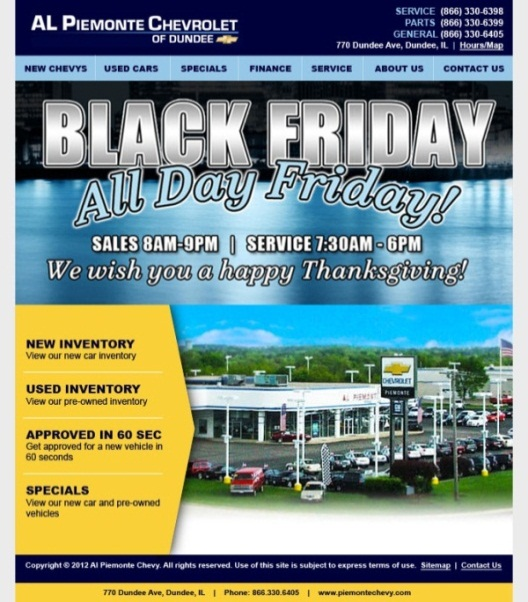 AL PIEMONTE CHEVROLET
OF DUNDEE
SERVICE (866) 330-6398
PARTS (866) 330-6399
GENERAL (866) 330-6405
770 Dundee Ave, Dundee, IL | Hours/Map
NEW CHEVYS USED CARS SPECIALS FINANCE SERVICE ABOUT US CONTACT US
BLACK FRIDAY
All Day Friday!
SALES 8AM-9PM | SERVICE 7:30AM - 6PM
We wish you a happy Thanksgiving!
NEW INVENTORY
View our new car inventory
USED INVENTORY
View our pre-owned inventory
APPROVED IN 60 SEC
Get approved for a new vehicle in
60 seconds
SPECIALS
View our new car and pre-owned
vehicles
CHEVROLET
PIEMONTE
AL PIEMONT
Copyright © 2012 Al Piemonte Chevy. All rights reserved. Use of this site is subject to express terms of use. Sitemap | Contact Us
770 Dundee Ave, Dundee, IL | Phone: 866.330.6405 | www.piemontechevy.com